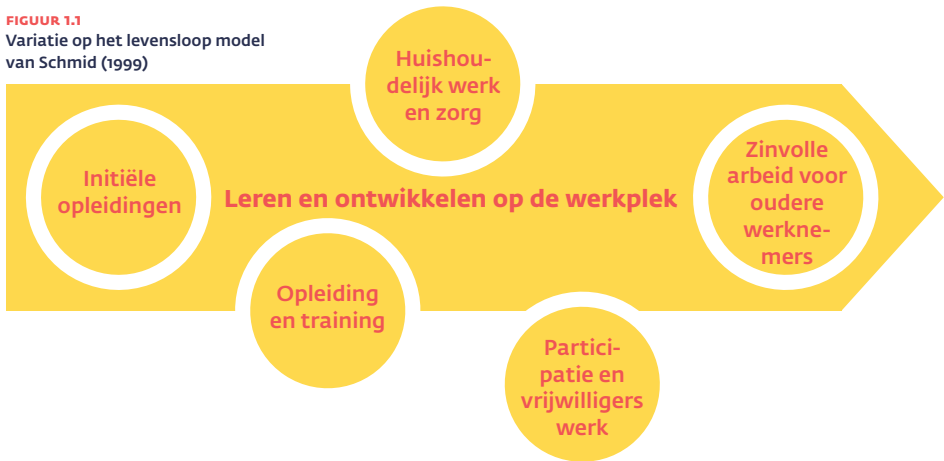 FIGUUR 1.1
Variatie op het levensloop model
van Schmid (1999)
Huishou-
delijk werk
en zorg
Initiële
opleidingen
Leren en ontwikkelen op de werkplek
Zinvolle
arbeid voor
oudere
werkne-
mers
Opleiding
en training
Partici-
patie en
vrijwilligers
werk